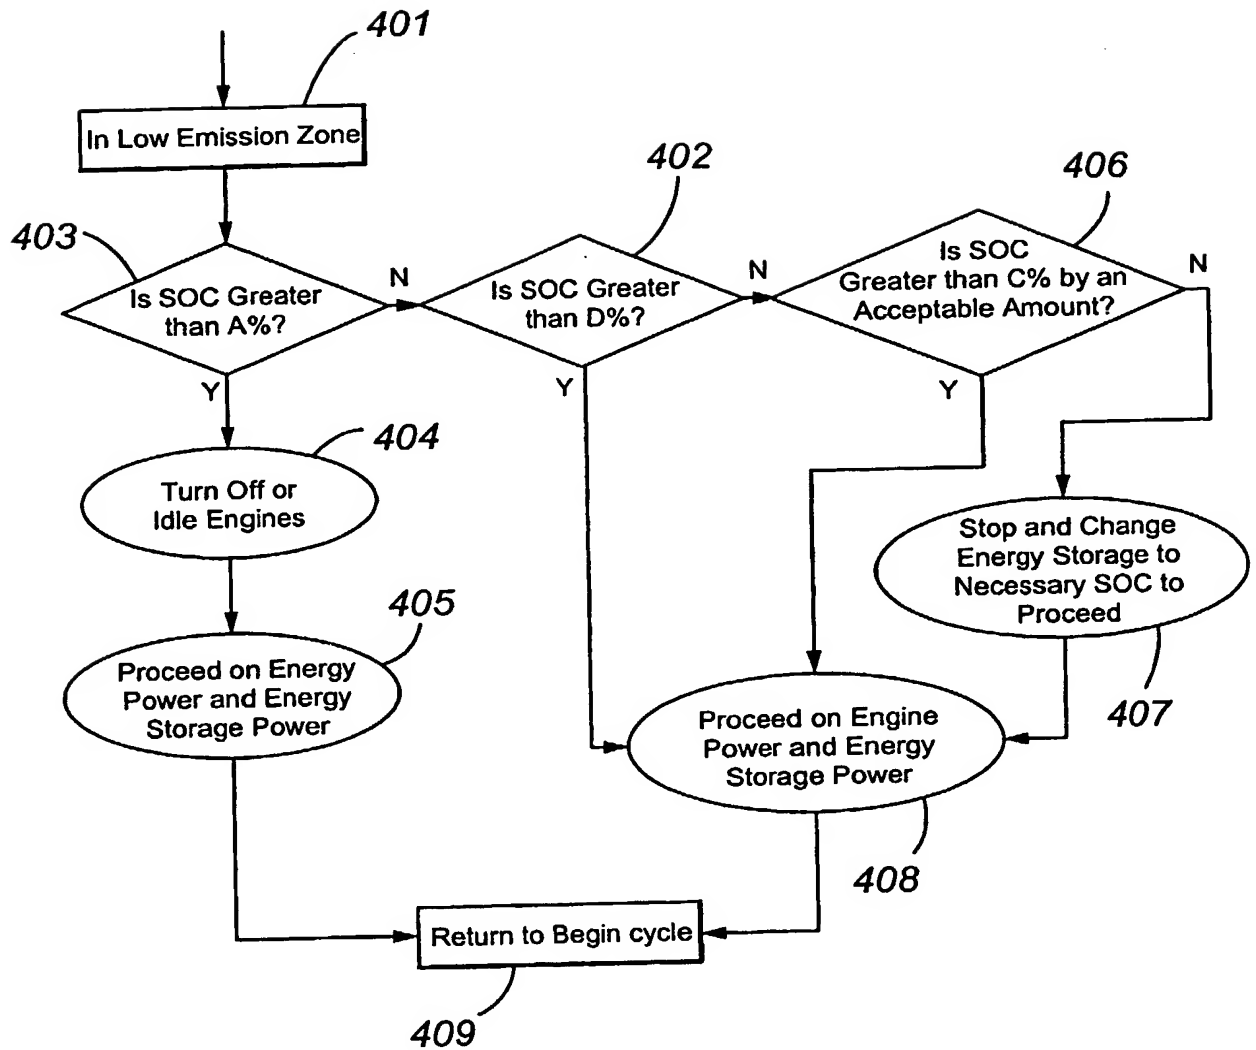 401
In Low Emission Zone
402
406
403
Is SOC Greater
than A%?
N
Is SOC Greater
than D%?
N
Is SOC
Greater than C% by an
Acceptable Amount?
N
Y
Y
Y
404
Turn Off or
Idle Engines
Stop and Change
Energy Storage to
Necessary SOC to
Proceed
405
Proceed on Energy
Power and Energy
Storage Power
407
Proceed on Engine
Power and Energy
Storage Power
408
Return to Begin cycle
409